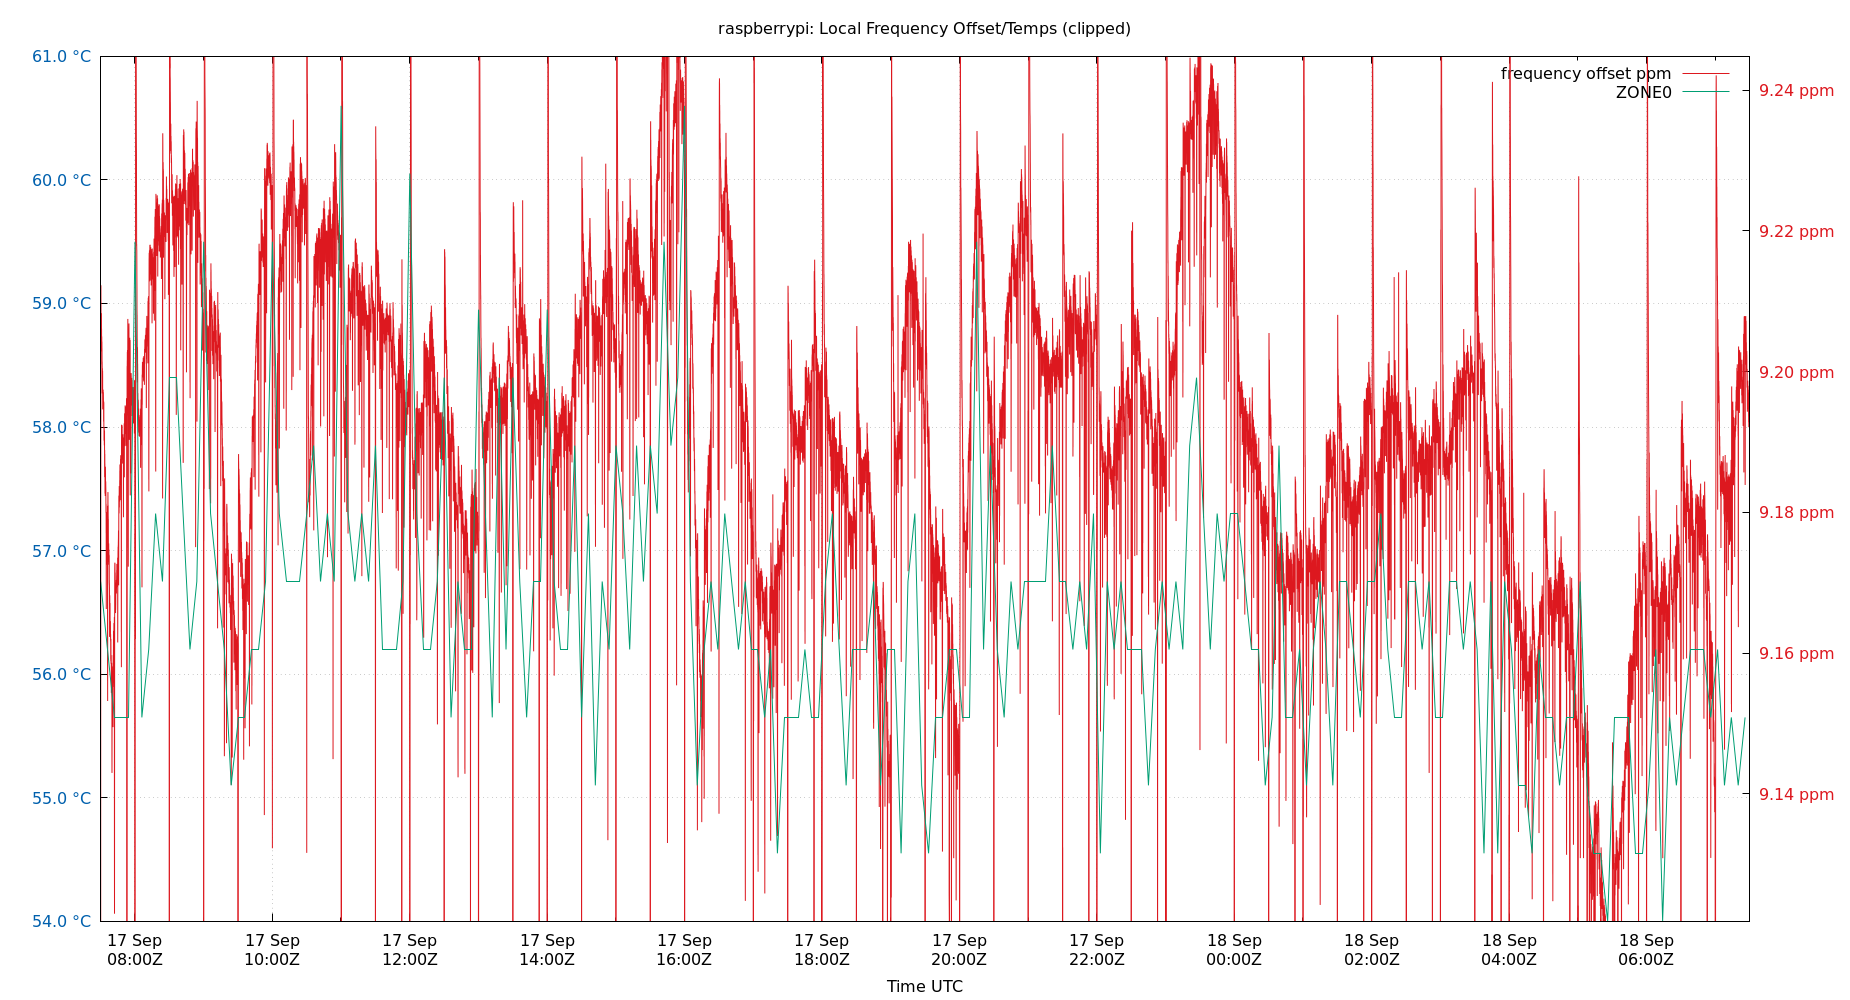 raspberrypi: Local Frequency Offset/Temps (clipped)
61.0 °C
60.0 °C
59.0 °C
58.0 °C
57.0 °C
56.0 °C
55.0 °C
54.0 °C
frequency offset ppm
ZONE0
9.24 ppm
9.22 ppm
9.20 ppm
9.18 ppm
9.16 ppm
9.14 ppm
17 Sep 17 Sep 17 Sep 17 Sep 17 Sep 17 Sep 17 Sep 17 Sep 18 Sep 18 Sep 18 Sep 18 Sep
08:00Z 10:00Z 12:00Z 14:00Z 16:00Z 18:00Z 20:00Z 22:00Z 00:00Z 02:00Z 04:00Z 06:00Z
Time UTC